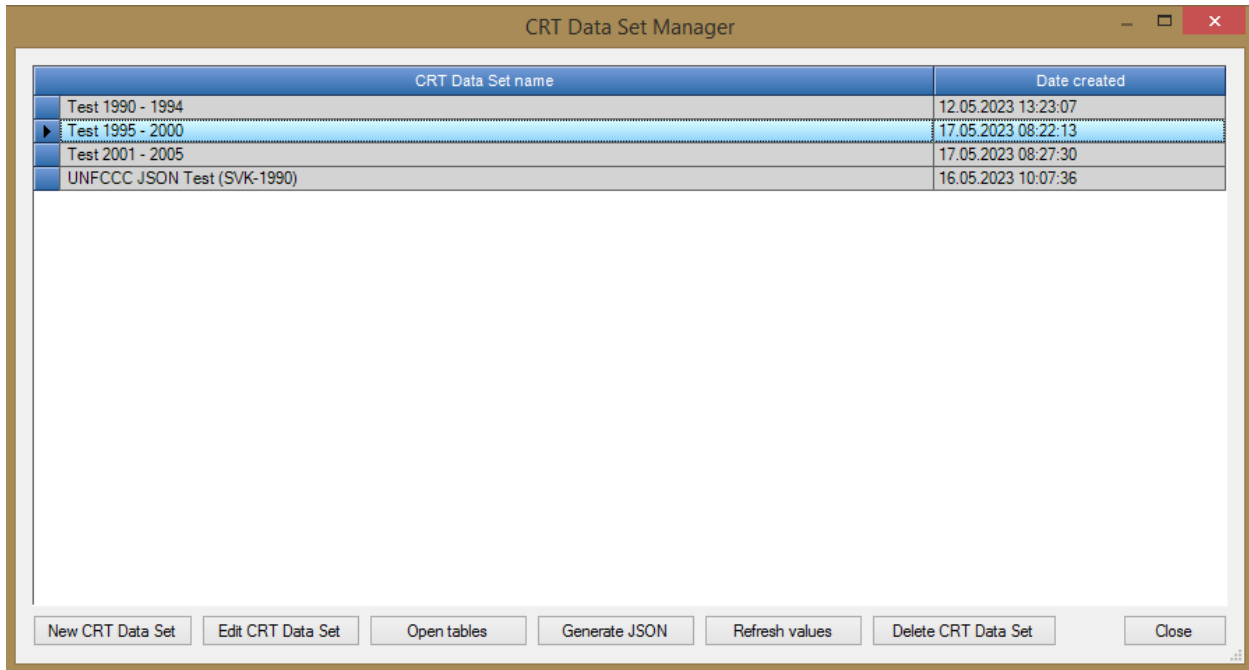 CRT Data Set Manager
CRT Data Set name Date created
Test 1990 - 1994 12.05.2023 13:23:07
Test 1995 - 2000 17.05.2023 08:22:13
Test 2001 - 2005 17.05.2023 08:27:30
UNFCCC JSON Test (SVK-1990) 16.05.2023 10:07:36
New CRT Data Set Edit CRT Data Set Open tables Generate JSON Refresh values Delete CRT Data Set Close